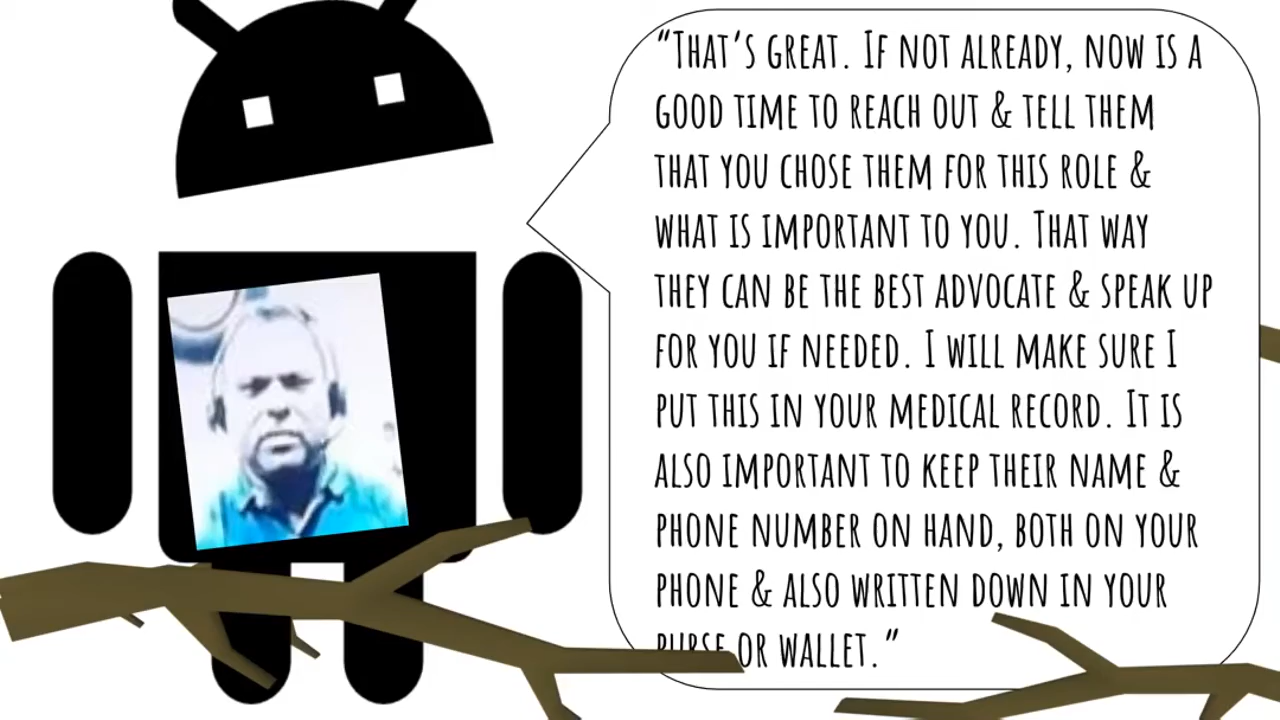 “That’s great. If not already, now is a
good time to reach out & tell them
that you chose them for this role &
what is important to you. That way
they can be the best advocate & speak up
for you if needed. I will make sure I
put this in your medical record. It is
also important to keep their name &
phone number on hand, both on your
phone & also written down in your
purse or wallet.”